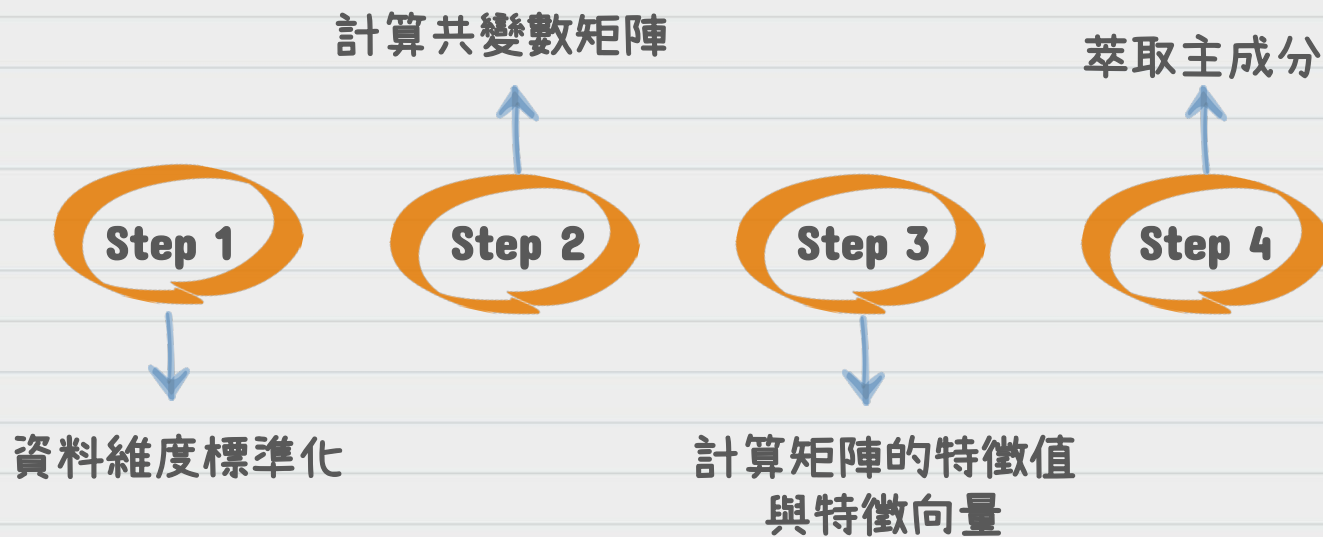 計算共變數矩陣
萃取主成分
Step 1
Step 2
Step 3
Step 4
資料維度標準化
計算矩陣的特徵值
與特徵向量